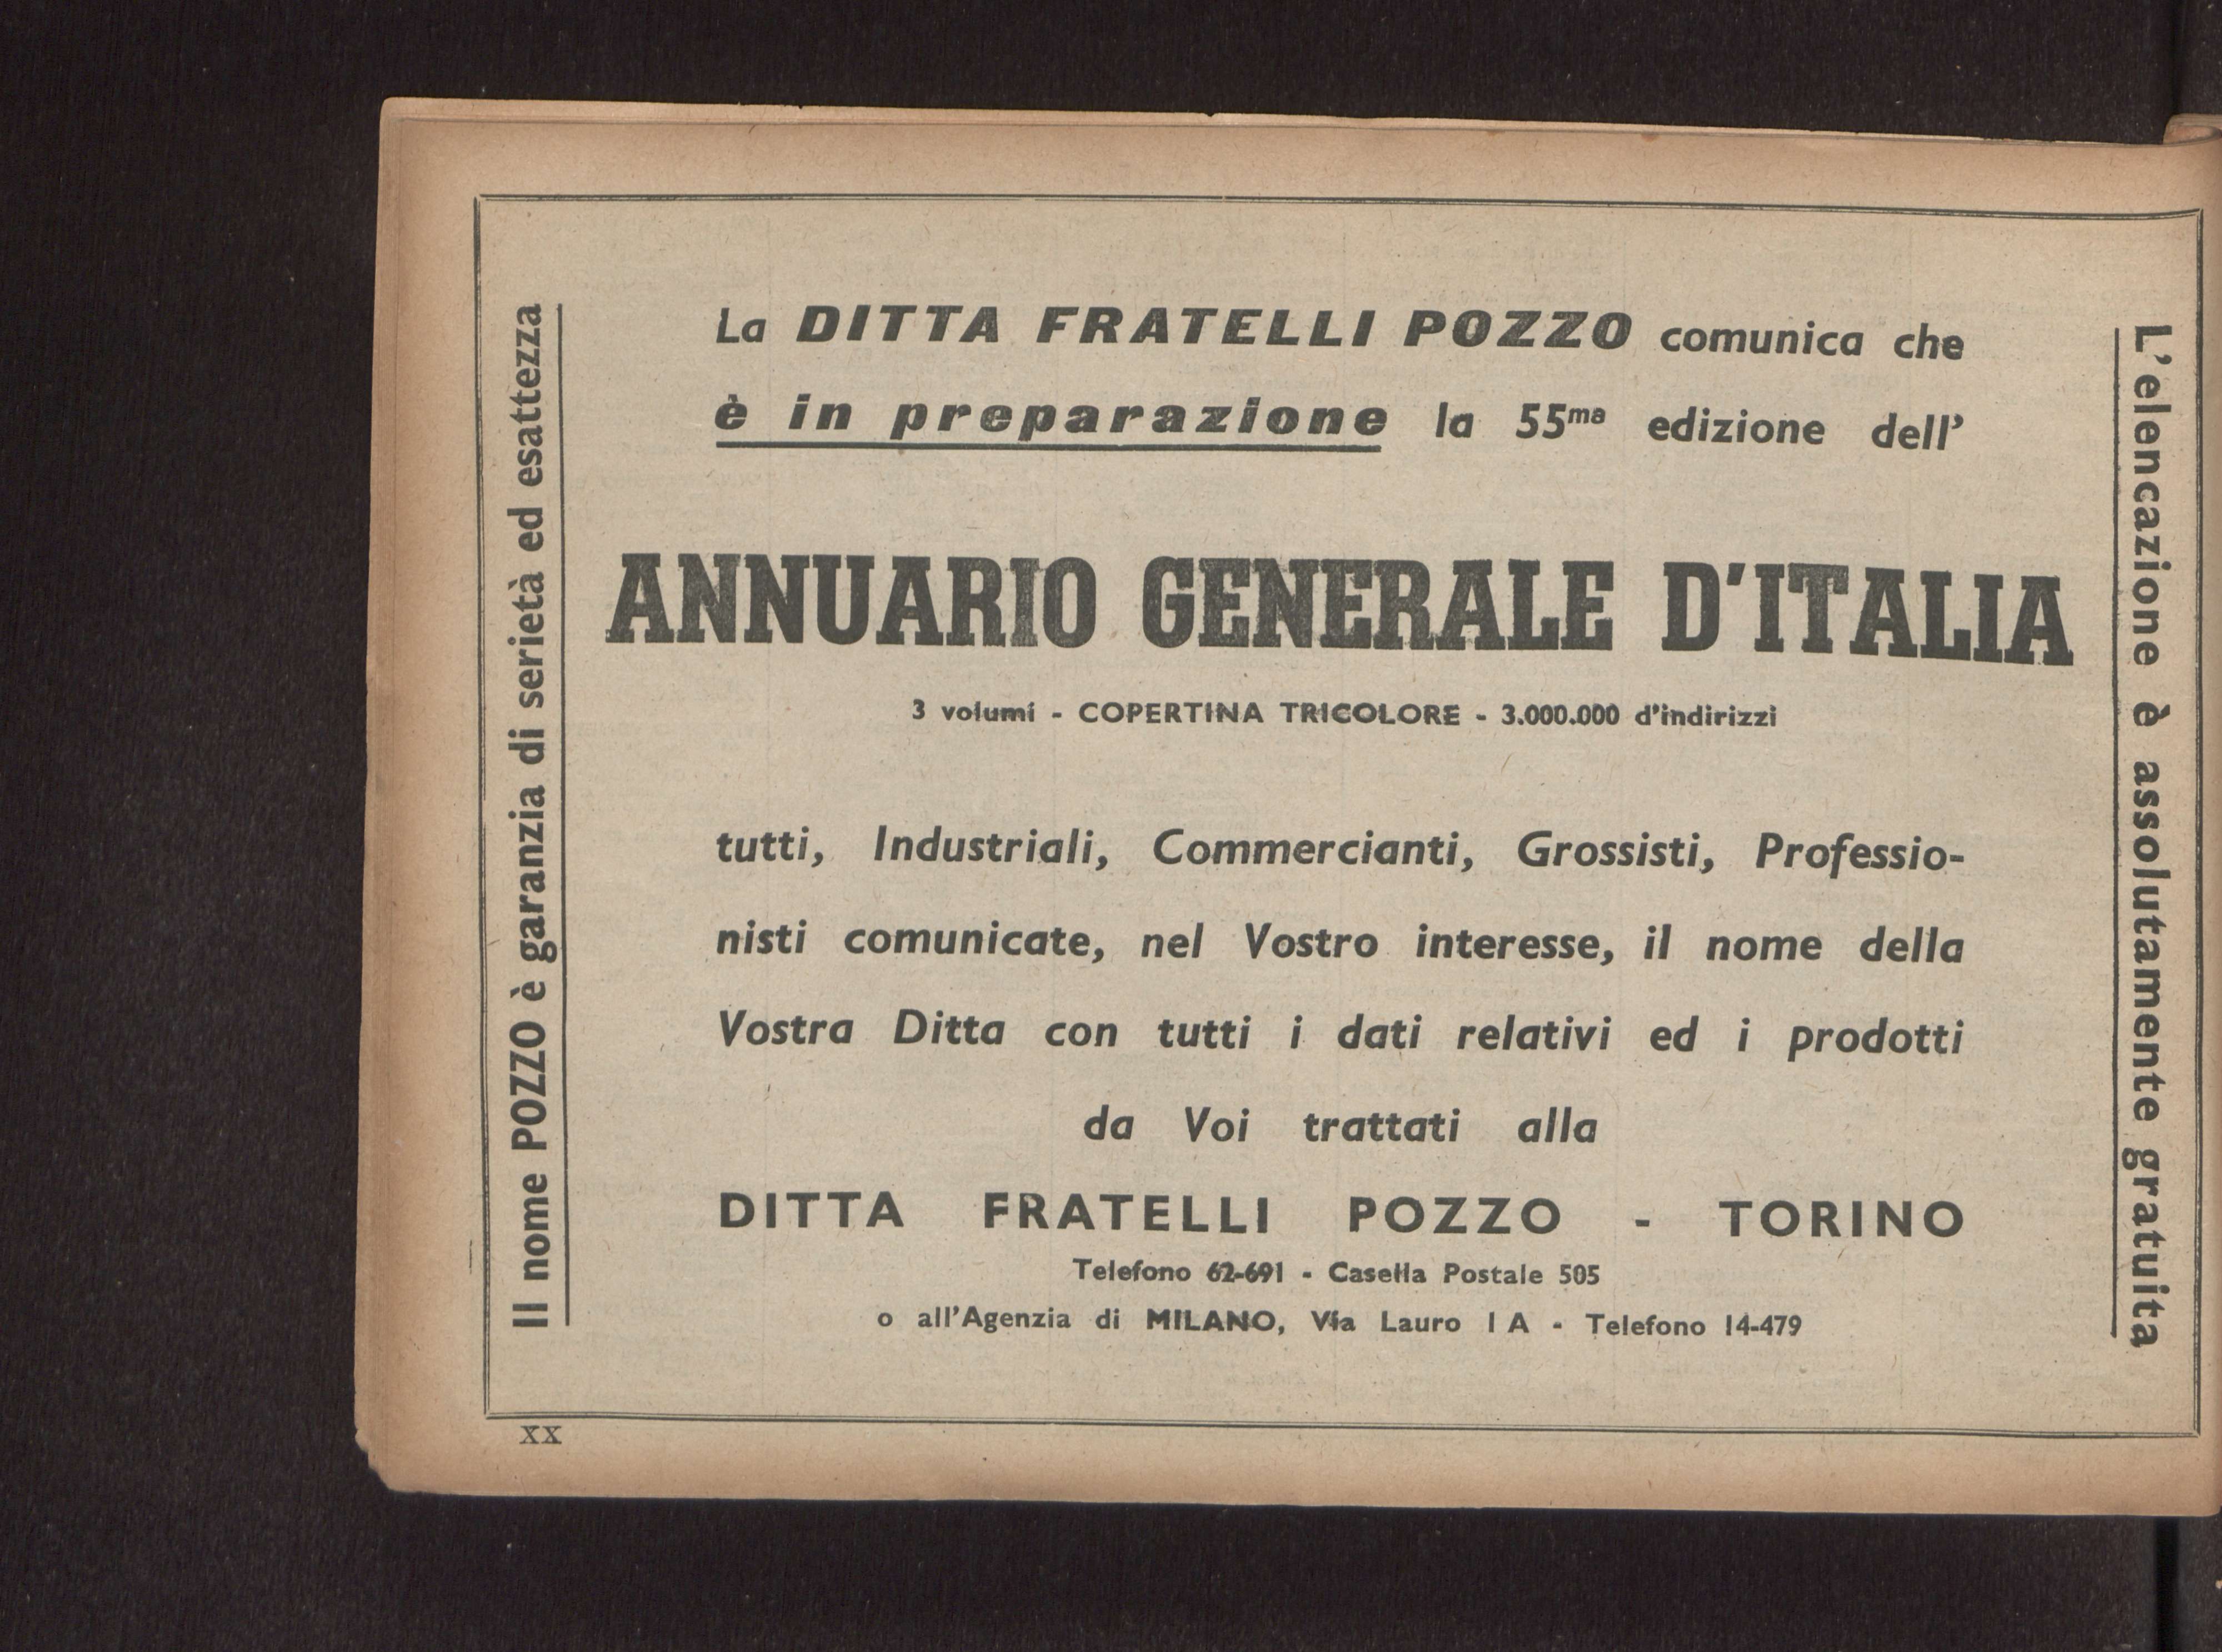 La DITTA FRATELLI POZZO comunica che
è in preparazione la 55ma edizione dell'
ANNUARIO GENERALE D'ITALIA
3 volumi - COPERTINA TRICOLORE - 3.000.000 d'indirizzi
tutti, Industriali, Commercianti, Grossisti, Professio-
nisti comunicate, nel Vostro interesse, il nome della
Vostra Ditta con tutti i dati relativi ed i prodotti
da Voi trattati alla
DITTA FRATELLI POZZO - TORINO
Telefono 62-691 - Casella Postale 505
o all'Agenzia di MILANO, Via Lauro 1 A - Telefono 14-479
Il nome POZZO è garanzia di serietà ed esattezza
L'elencazione è assolutamente gratuita
XX